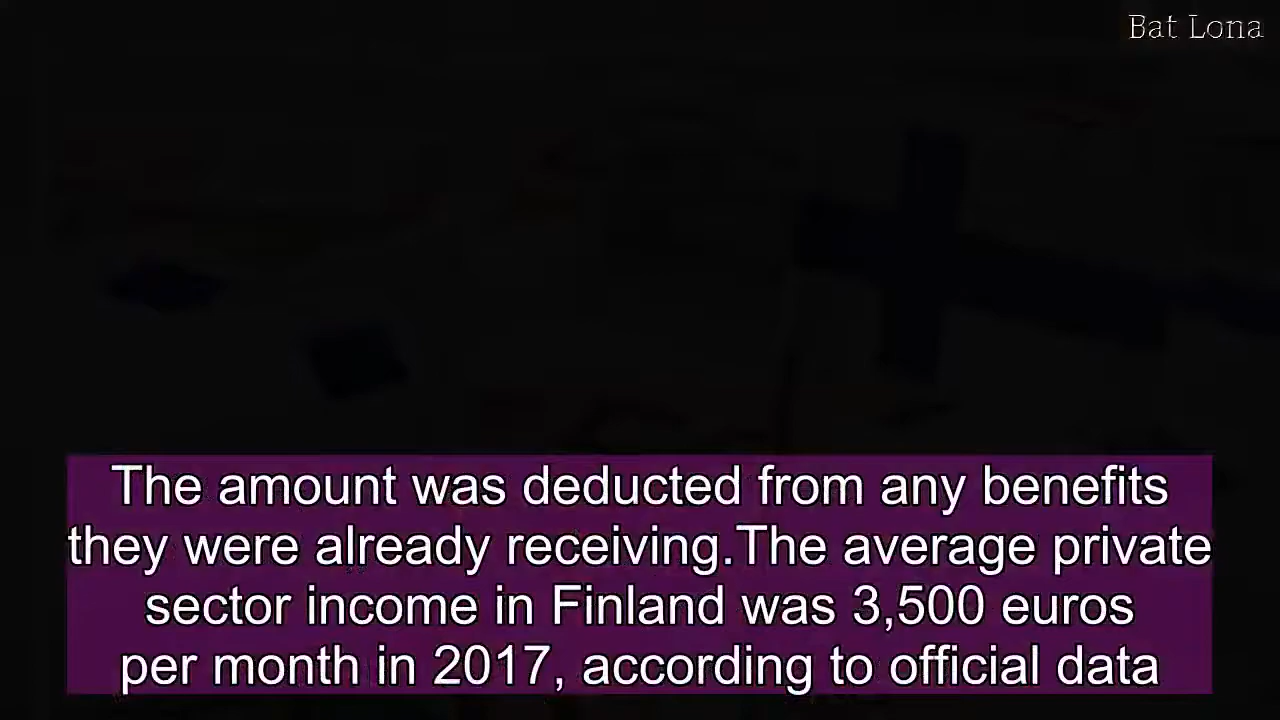 Bat Lona
The amount was deducted from any benefits
they were already receiving.The average private
sector income in Finland was 3,500 euros
per month in 2017, according to official data